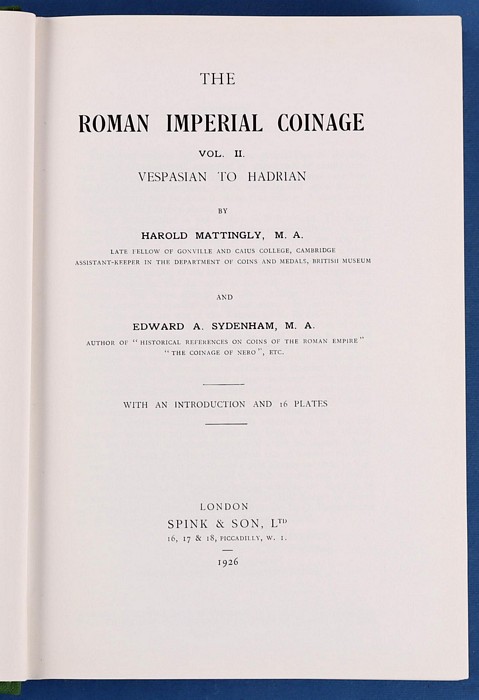 THE
ROMAN IMPERIAL COINAGE
VOL. II.
VESPASIAN TO HADRIAN
BY
HAROLD MATTINGLY, M. A.
LATE FELLOW OF GONVILLE AND CAIUS COLLEGE, CAMBRIDGE
ASSISTANT-KEEPER IN THE DEPARTMENT OF COINS AND MEDALS, BRITISH MUSEUM
AND
EDWARD A. SYDENHAM, M. A.
AUTHOR OF "HISTORICAL REFERENCES ON COINS OF THE ROMAN EMPIRE"
"THE COINAGE OF NERO", ETC.
WITH AN INTRODUCTION AND 16 PLATES
LONDON
SPINK & SON, LTD
16, 17 & 18, PICCADILLY, W. 1.
1926